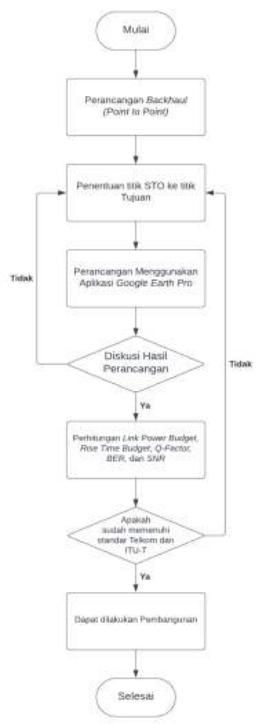 Mulai
Perancangan Backhaul
(Point to Point)
Penentuan titik STO ke titik
Tujuan
Tidak
Perancangan Menggunakan
Aplikasi Google Earth Pro
Diskusi Hasil
Perancangan
Tidak
Ya
Perhitungan Link Power Budget,
Rise Time Budget, Q-Factor,
BER, dan SNR
Apakah
sudah memenuhi
standar Telkom dan
ITU-T
Ya
Dapat dilakukan Pembangunan
Selesai